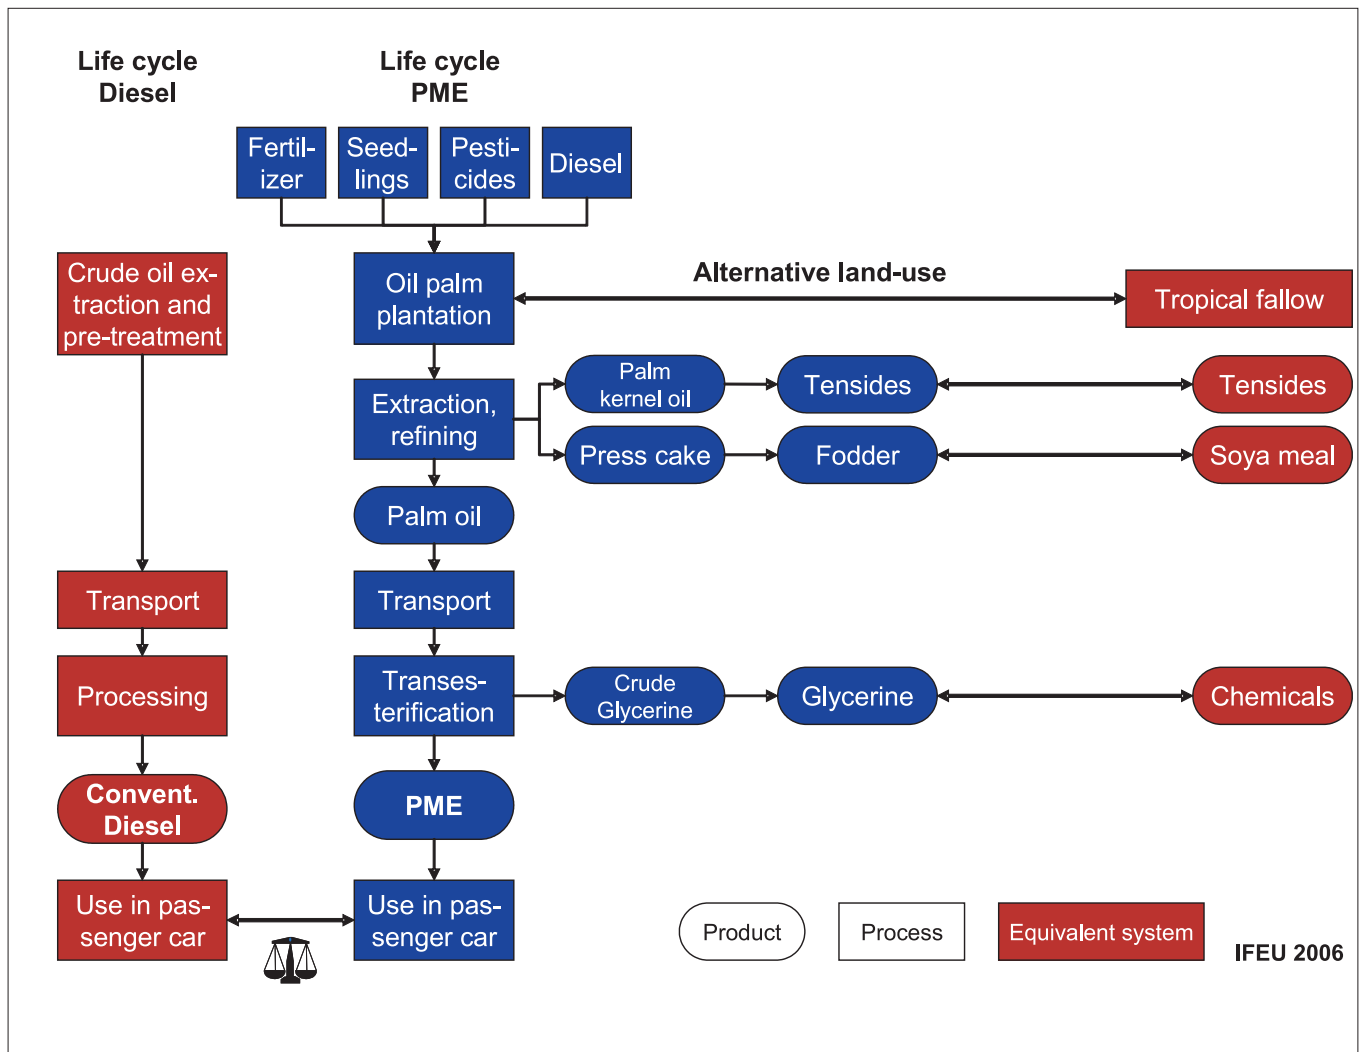 Life cycle
Diesel
Life cycle
PME
Fertil-
izer
Seed-
lings
Pesti-
cides
Diesel
Crude oil ex-
traction and
pre-treatment
Oil palm
plantation
Alternative land-use
Tropical fallow
Extraction,
refining
Palm
kernel oil
Tensides
Tensides
Press cake
Fodder
Soya meal
Palm oil
Transport
Transport
Processing
Transes-
terification
Crude
Glycerine
Glycerine
Chemicals
Convent.
Diesel
PME
Use in pas-
senger car
Use in pas-
senger car
Product
Process
Equivalent system
IFEU 2006